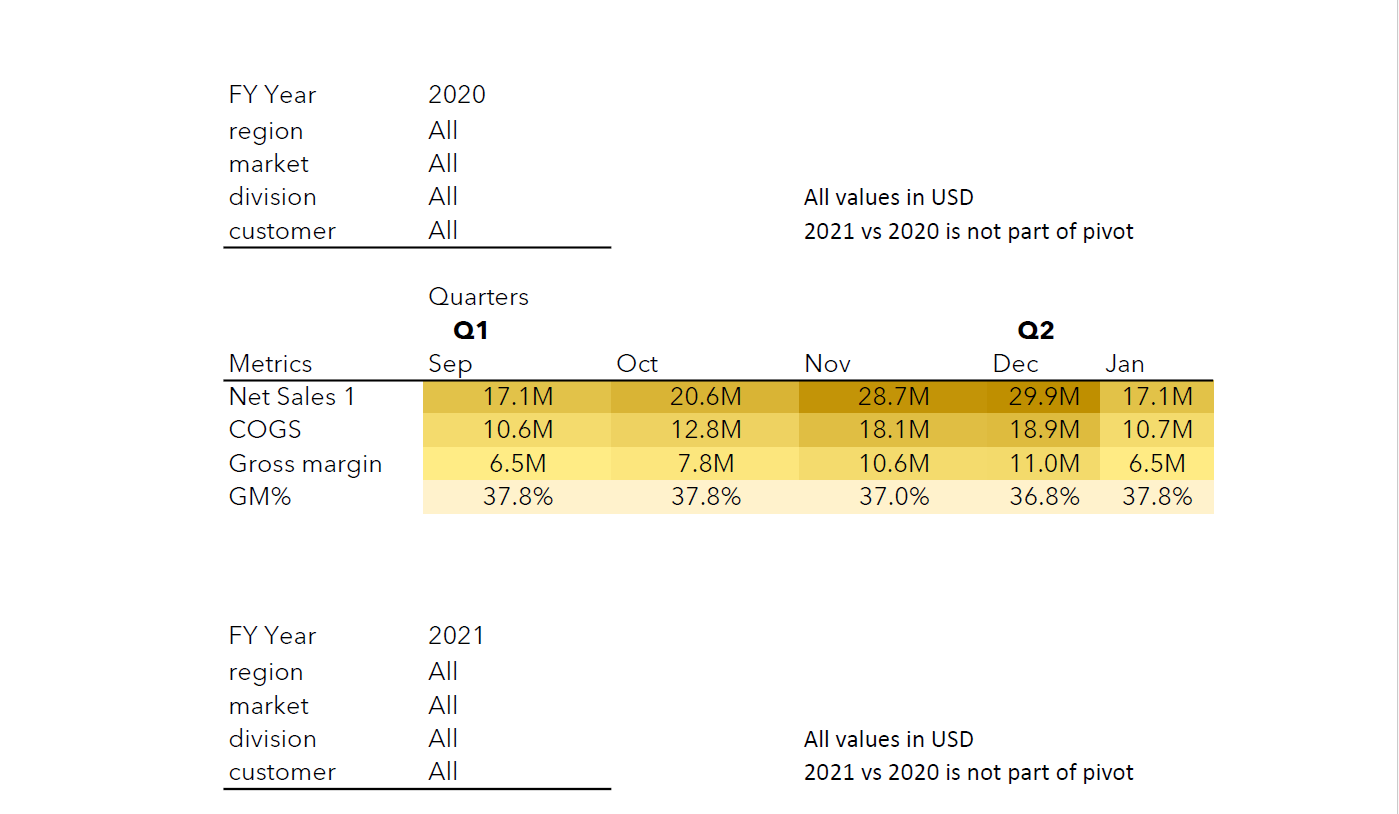 FY Year 2020
region All
market All
division All All values in USD
customer All 2021 vs 2020 is not part of pivot
Quarters
Q1 Q2
Metrics Sep Oct Nov Dec Jan
Net Sales 1 17.1M 20.6M 28.7M 29.9M 17.1M
COGS 10.6M 12.8M 18.1M 18.9M 10.7M
Gross margin 6.5M 7.8M 10.6M 11.0M 6.5M
GM% 37.8% 37.8% 37.0% 36.8% 37.8%
FY Year 2021
region All
market All
division All All values in USD
customer All 2021 vs 2020 is not part of pivot